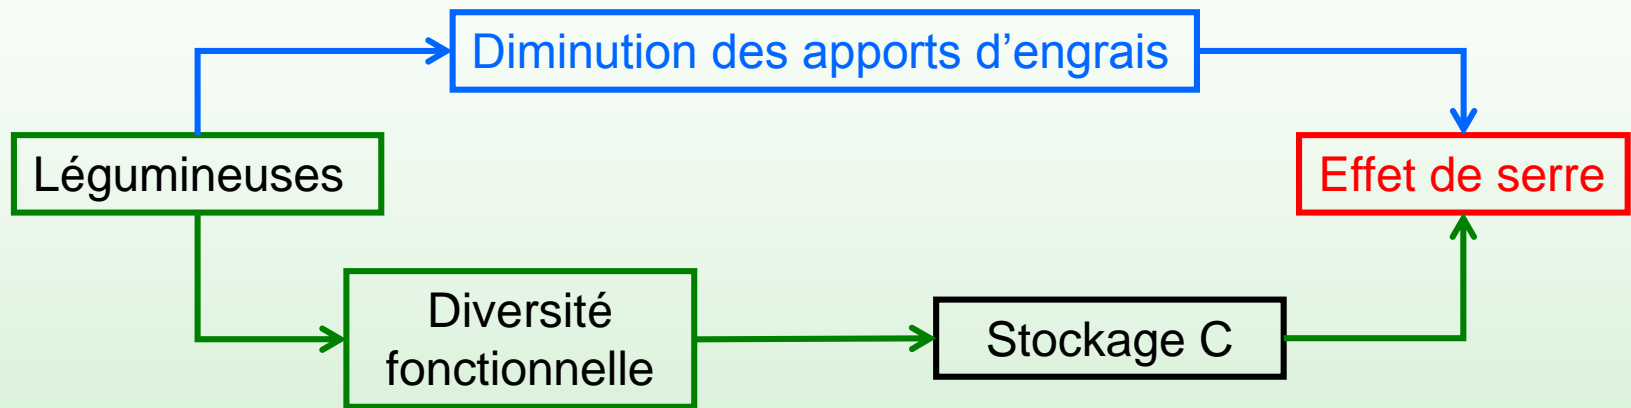 Diminution des apports d’engrais
Légumineuses
Effet de serre
Diversité
fonctionnelle
Stockage C